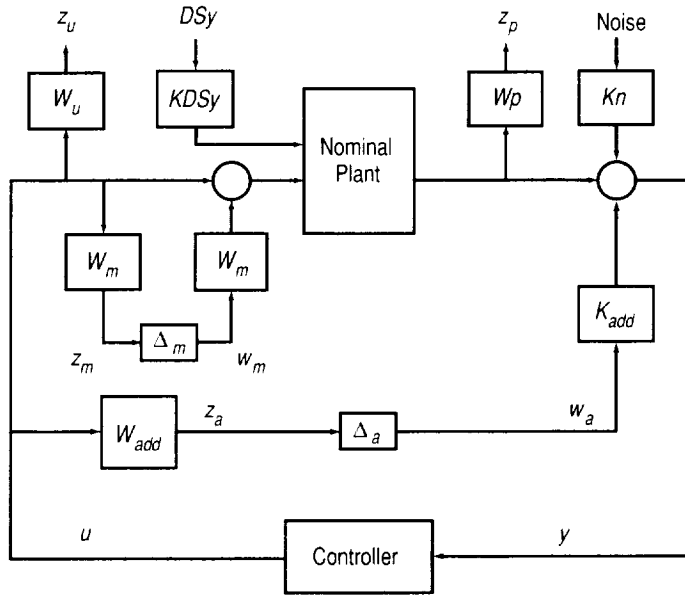 z_u
DSy
z_p
Noise
W_u
KDSy
Wp
Kn
Nominal
Plant
W_m
W_m
K_add
Δ_m
z_m
w_m
z_a
w_a
W_add
Δ_a
u
Controller
y